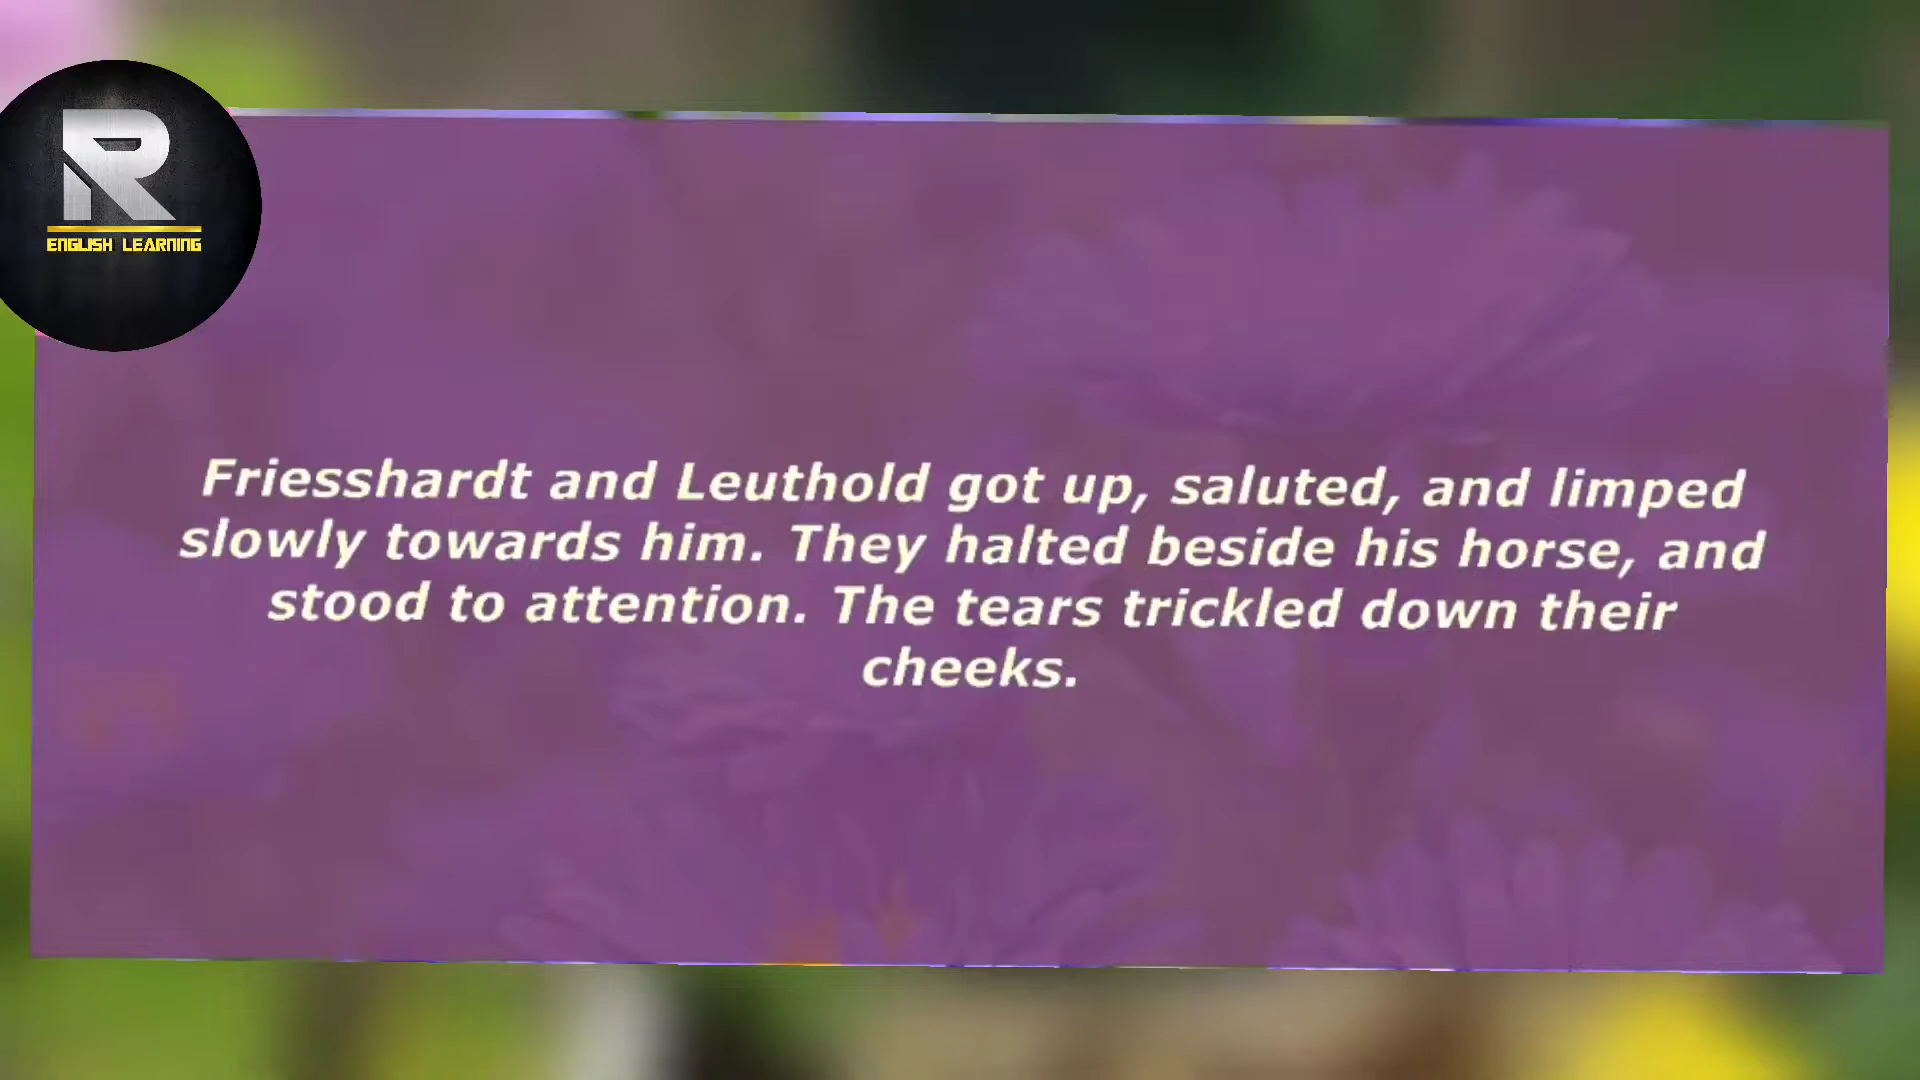 R
ENGLISH LEARNING
Friesshardt and Leuthold got up, saluted, and limped
slowly towards him. They halted beside his horse, and
stood to attention. The tears trickled down their
cheeks.